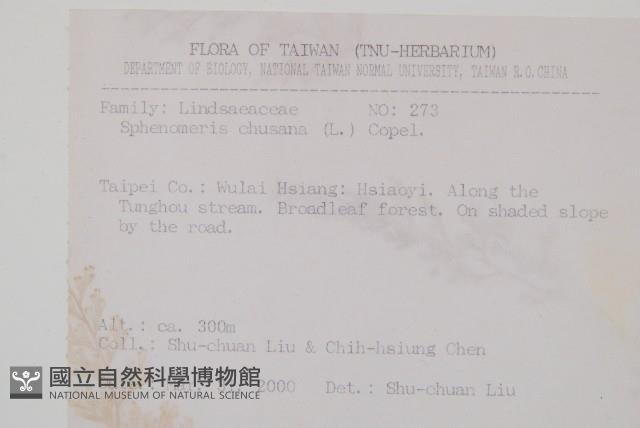 FLORA OF TAIWAN (TNU-HERBARIUM)
DEPARTMENT OF BIOLOGY, NATIONAL TAIWAN NORMAL UNIVERSITY, TAIWAN R.O.CHINA
Family: Lindsaeaceae NO: 273
Sphenomeris chusana (L.) Copel.
Taipei Co.: Wulai Hsiang: Hsiaoyi. Along the
Tunghou stream. Broadleaf forest. On shaded slope
by the road.
Alt.: ca. 300m
Coll.: Shu-chuan Liu & Chih-hsiung Chen
2000 Det.: Shu-chuan Liu
國立自然科學博物館
NATIONAL MUSEUM OF NATURAL SCIENCE